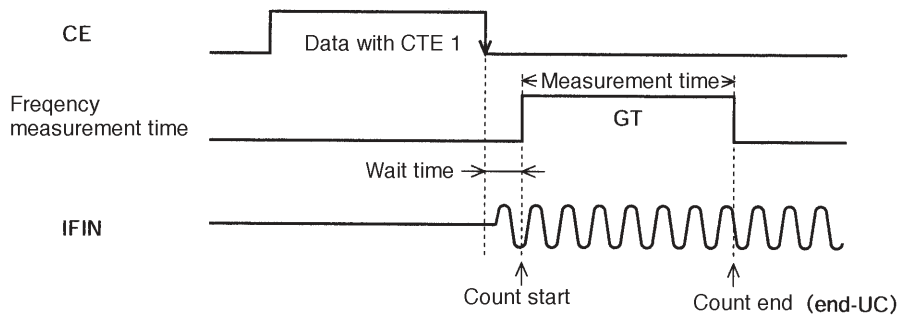 CE
Data with CTE 1
Measurement time
Freqency
measurement time
GT
Wait time
IFIN
Count start
Count end (end-UC)